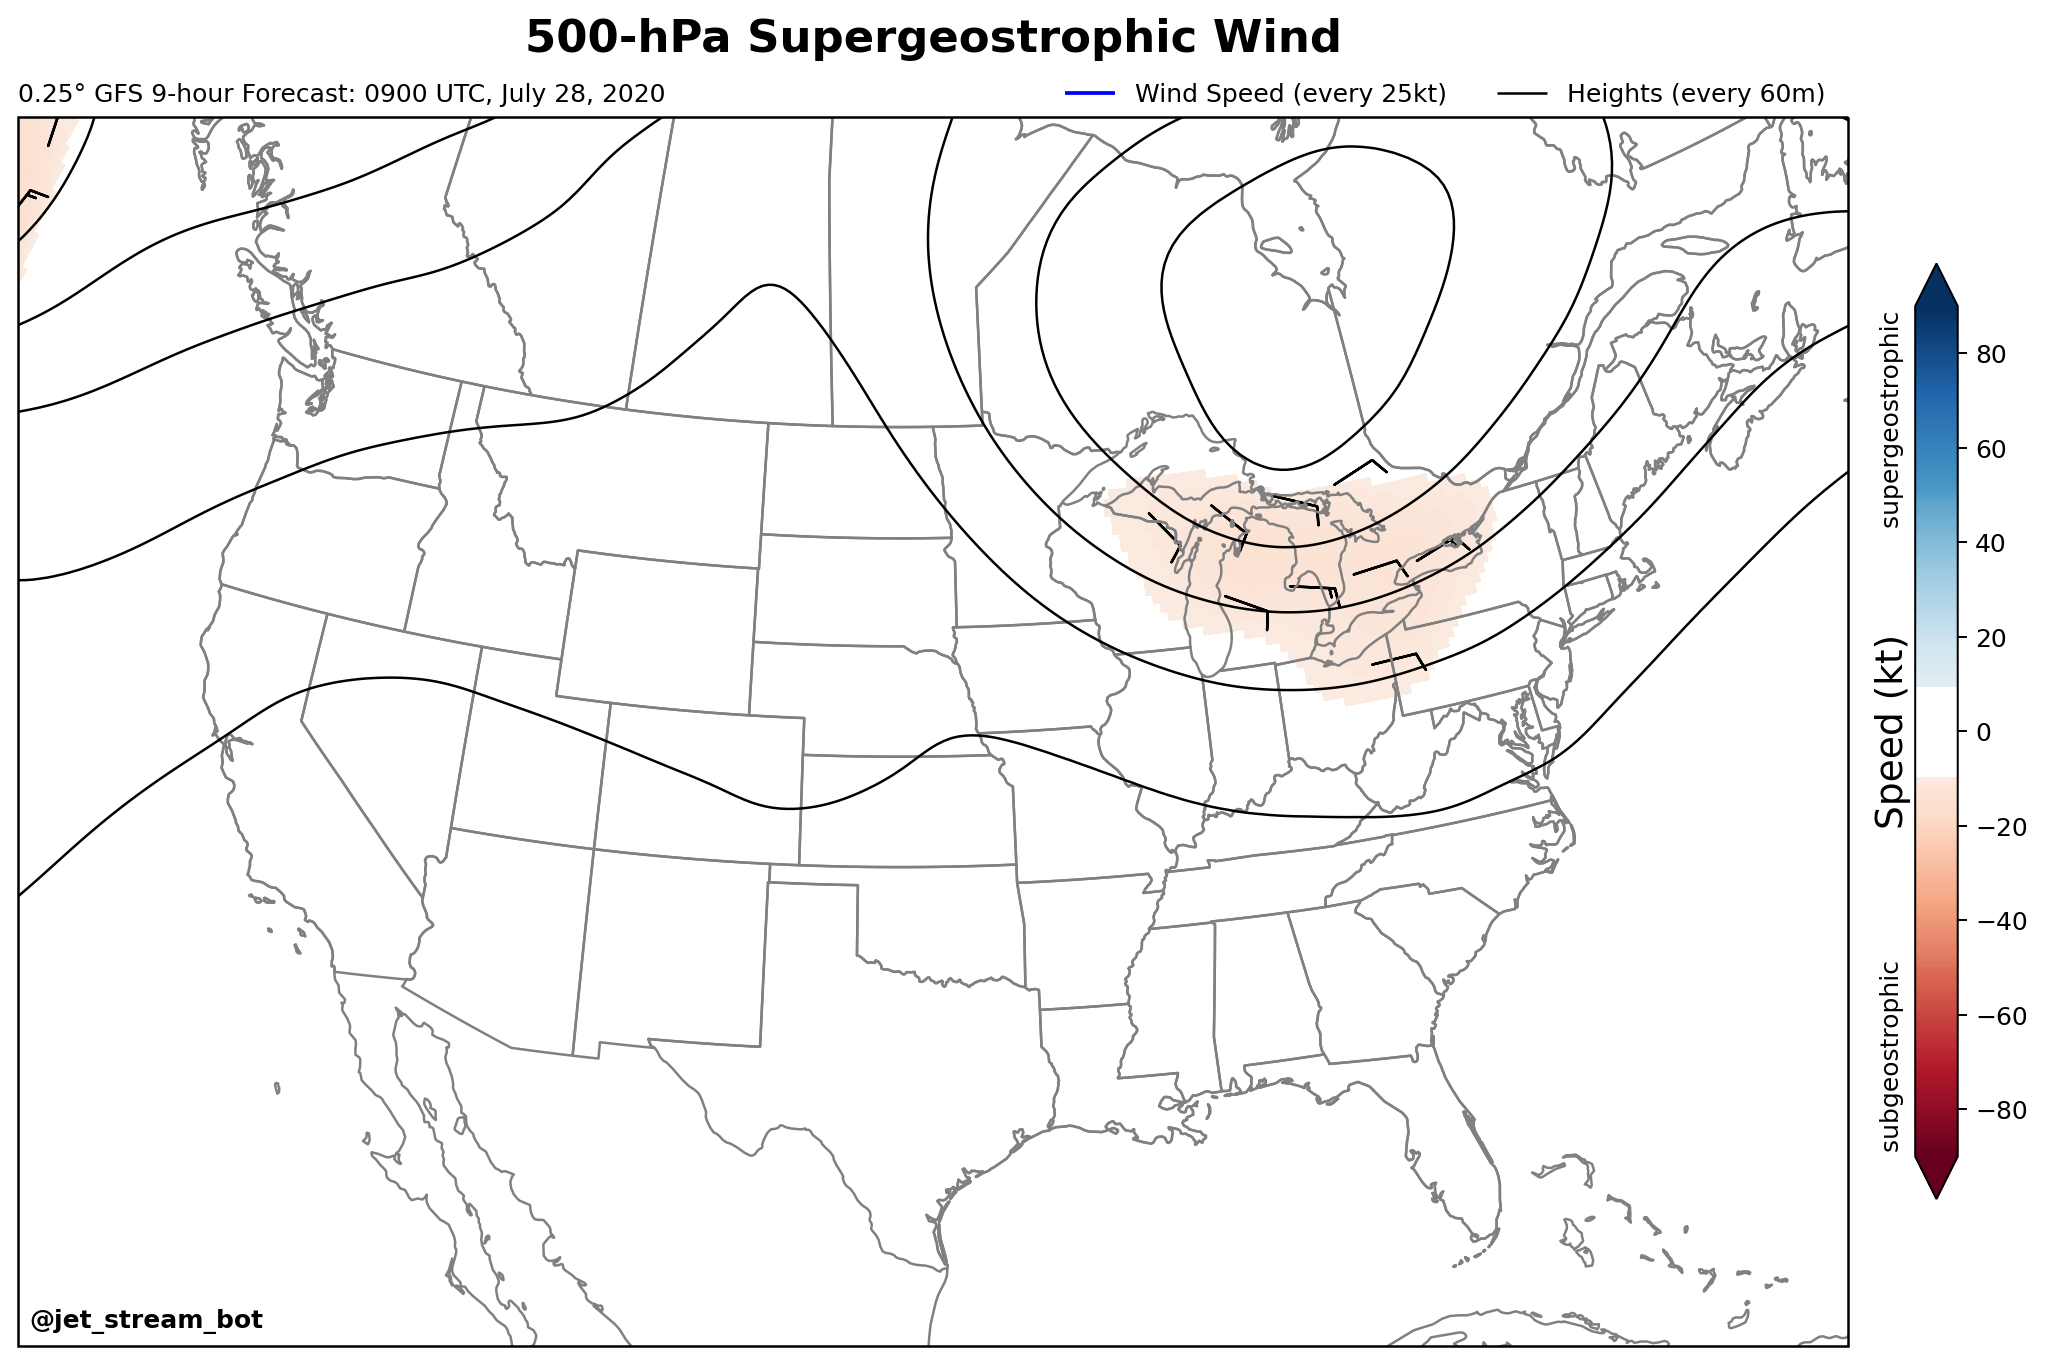 500-hPa Supergeostrophic Wind
0.25° GFS 9-hour Forecast: 0900 UTC, July 28, 2020
Wind Speed (every 25kt)
Heights (every 60m)
supergeostrophic
Speed (kt)
subgeostrophic
80
60
40
20
0
−20
−40
−60
−80
@jet_stream_bot